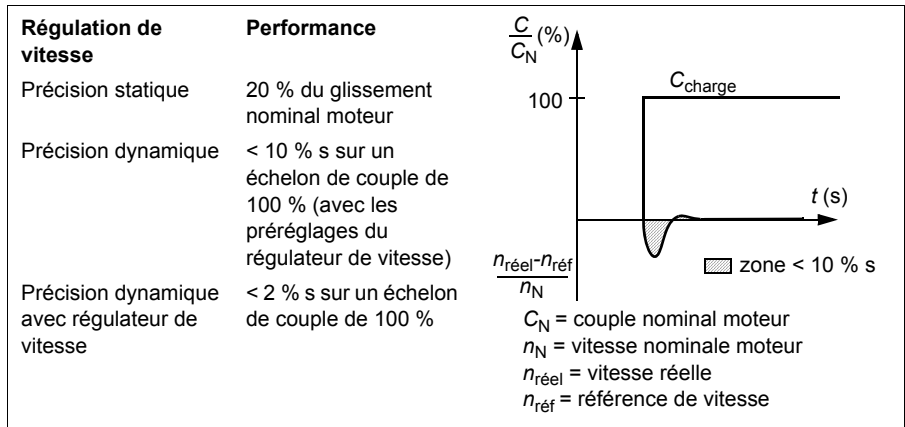 Régulation de
vitesse
Performance
Précision statique
20 % du glissement
nominal moteur
Précision dynamique
< 10 % s sur un
échelon de couple de
100 % (avec les
préréglages du
régulateur de vitesse)
Précision dynamique
avec régulateur de
vitesse
< 2 % s sur un échelon
de couple de 100 %
C
C_N
(%)
C_charge
100
t (s)
n_réel-n_réf
n_N
zone < 10 % s
C_N = couple nominal moteur
n_N = vitesse nominale moteur
n_réel = vitesse réelle
n_réf = référence de vitesse